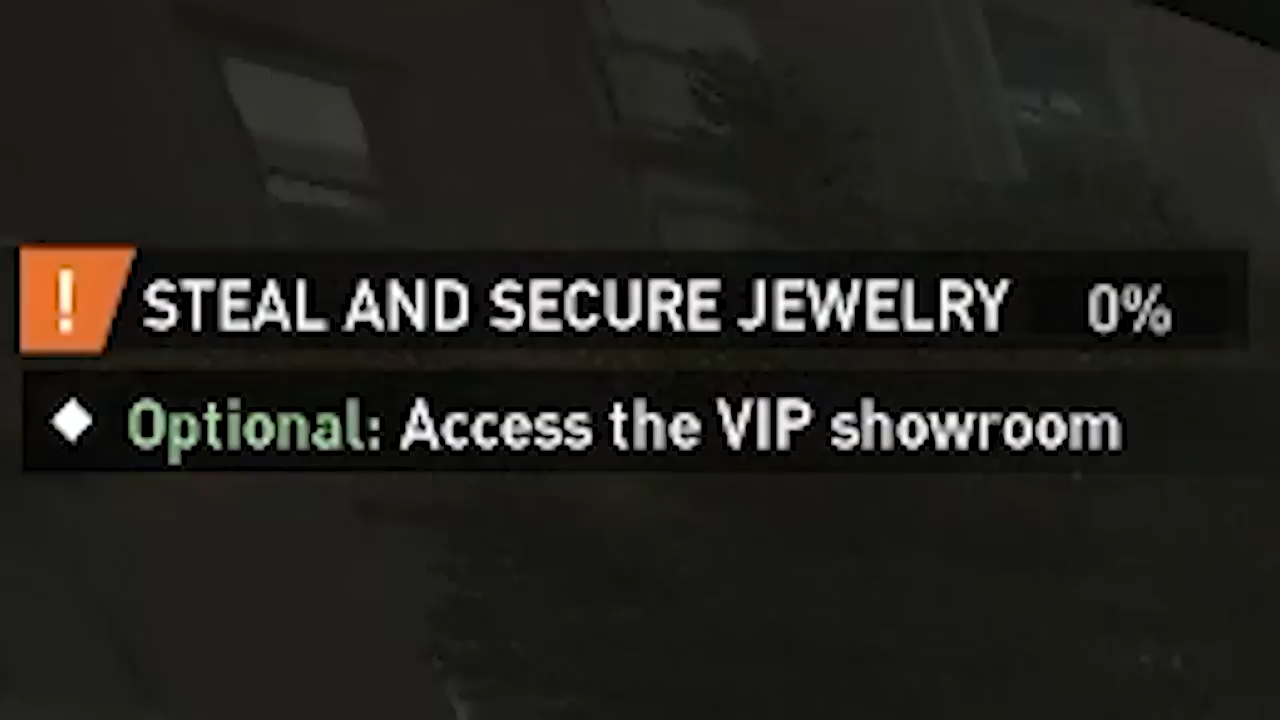 ! STEAL AND SECURE JEWELRY 0%
Optional: Access the VIP showroom